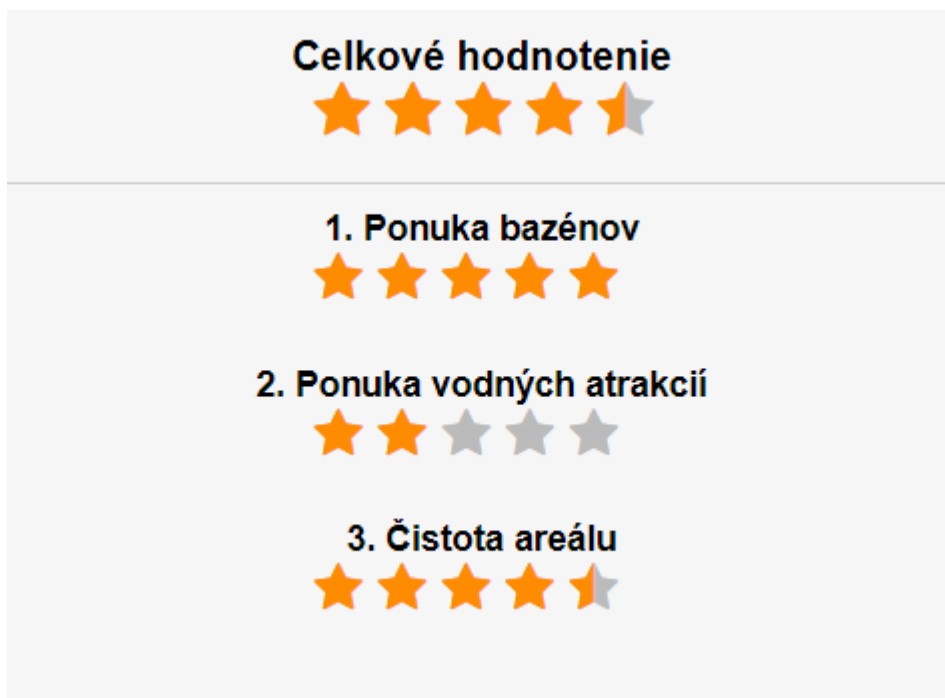 Celkové hodnotenie
1. Ponuka bazénov
2. Ponuka vodných atrakcií
3. Čistota areálu